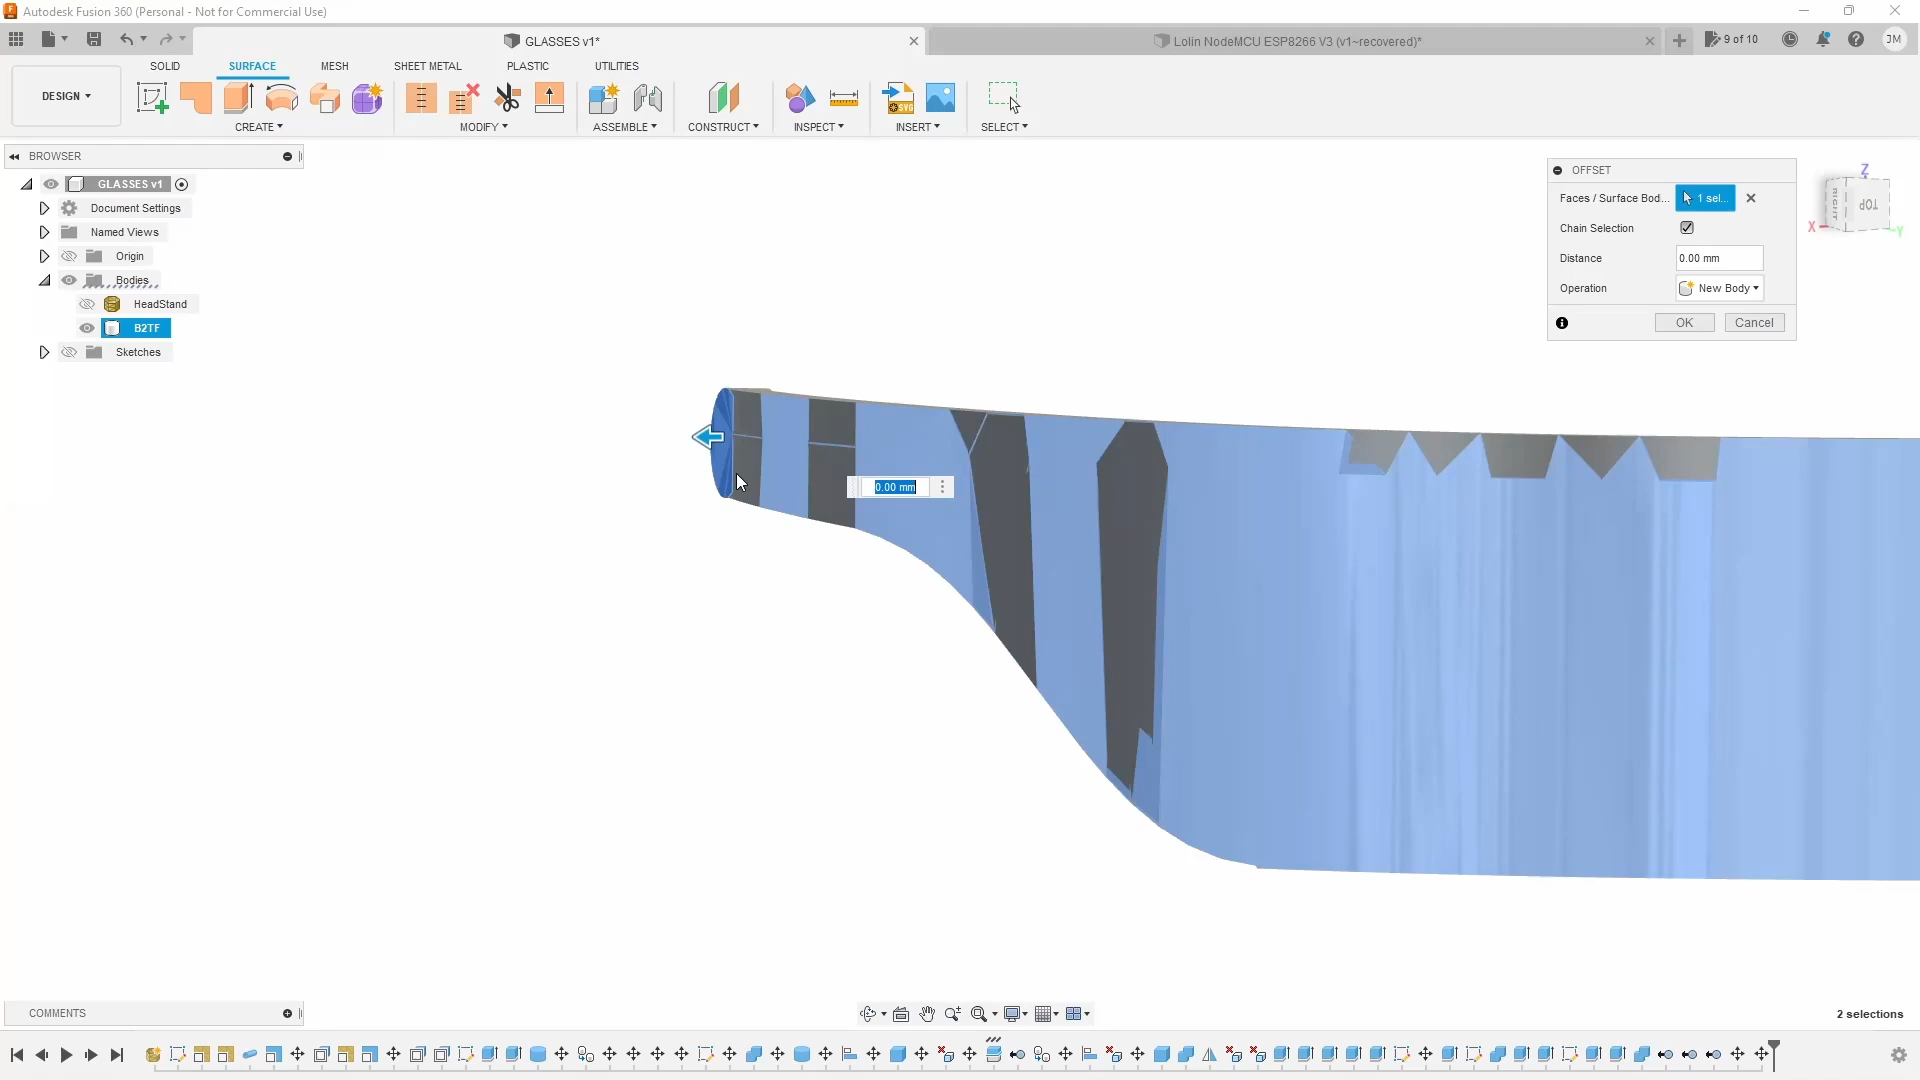 Autodesk Fusion 360 (Personal - Not for Commercial Use)
GLASSES v1*
Lolin NodeMCU ESP8266 V3 (v1~recovered)*
9 of 10
JM
DESIGN
SOLID
SURFACE
MESH
SHEET METAL
PLASTIC
UTILITIES
SVG
CREATE
MODIFY
ASSEMBLE
CONSTRUCT
INSPECT
INSERT
SELECT
BROWSER
GLASSES v1
Document Settings
Named Views
Origin
Bodies
HeadStand
B2TF
Sketches
OFFSET
Faces / Surface Bod...
1 sel...
Chain Selection
Distance
0.00 mm
Operation
New Body
OK
Cancel
Z
RIGHT
TOP
X
Y
0.00 mm
COMMENTS
2 selections